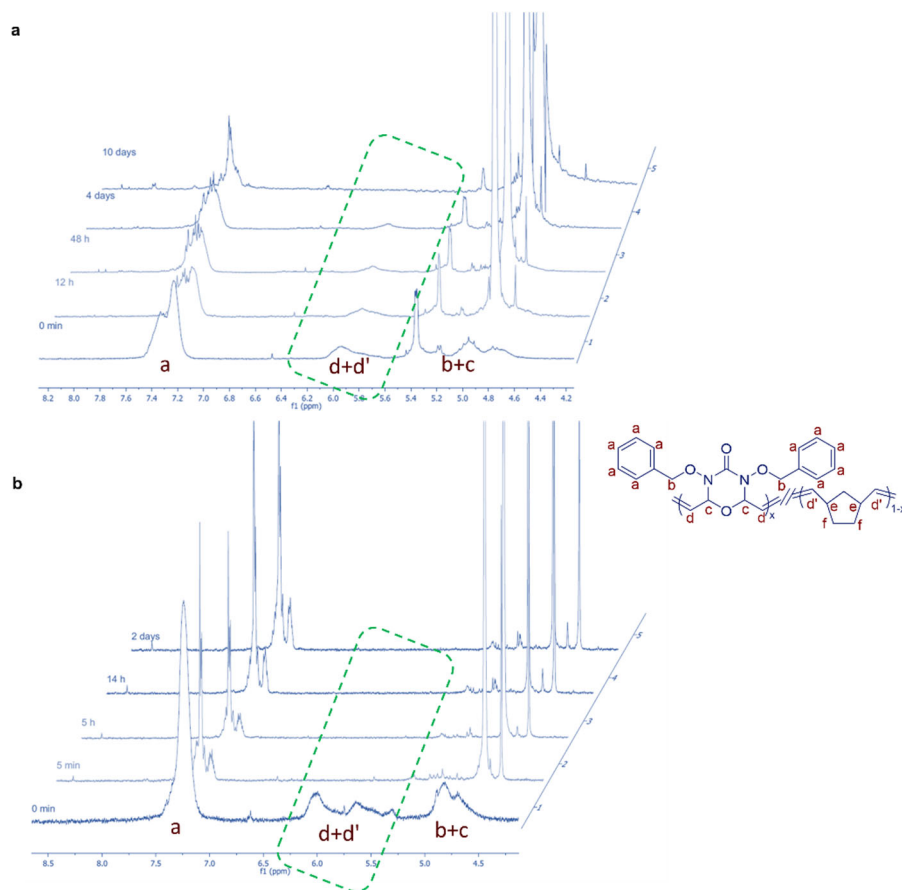 a
10 days
4 days
48 h
12 h
0 min
a
d+d'
b+c
5
4
3
2
1
8.2 8.0 7.8 7.6 7.4 7.2 7.0 6.8 6.6 6.4 6.2 6.0 5.8 5.6 5.4 5.2 5.0 4.8 4.6 4.4 4.2
f1 (ppm)
b
2 days
14 h
5 h
5 min
0 min
a
d+d'
b+c
5
4
3
2
1
8.5 8.0 7.5 7.0 6.5 6.0 5.5 5.0 4.5
f1 (ppm)
a a
a a O a a
a a O N N O a a
b b
c O c x d' e e d' 1-x
d d f f